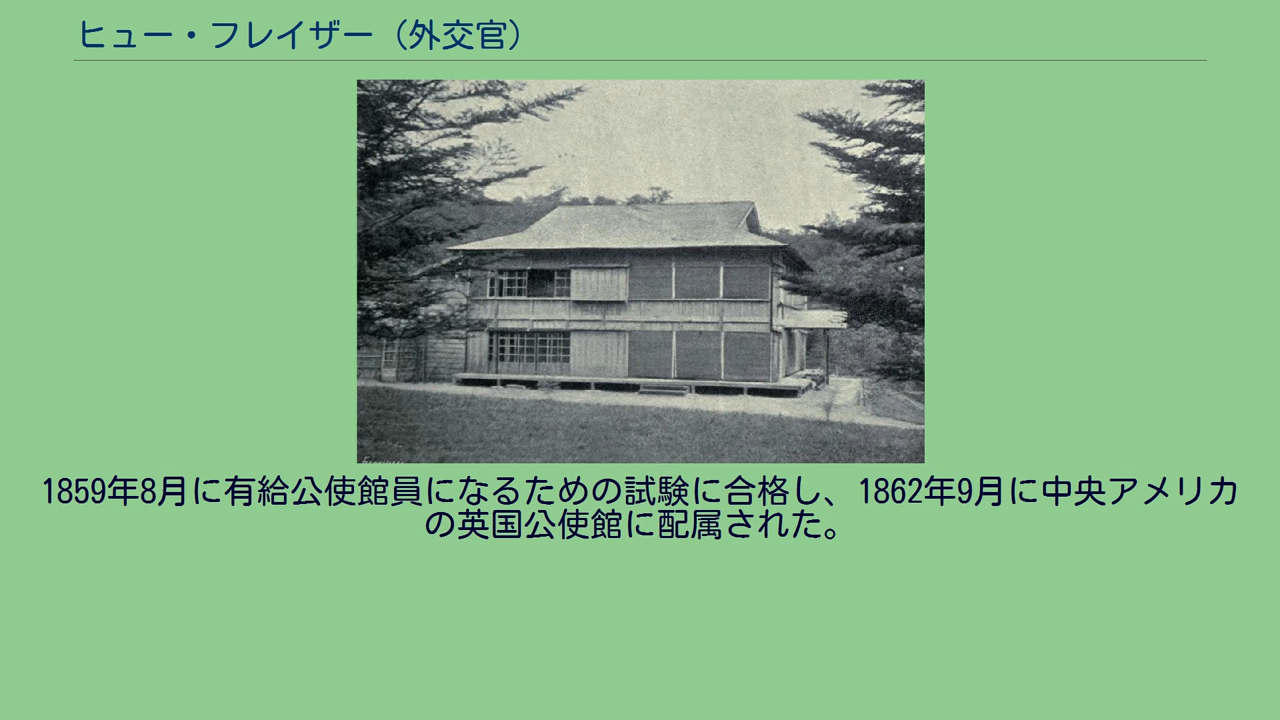 ヒュー・フレイザー（外交官）
1859年8月に有給公使館員になるための試験に合格し、1862年9月に中央アメリカ
の英国公使館に配属された。